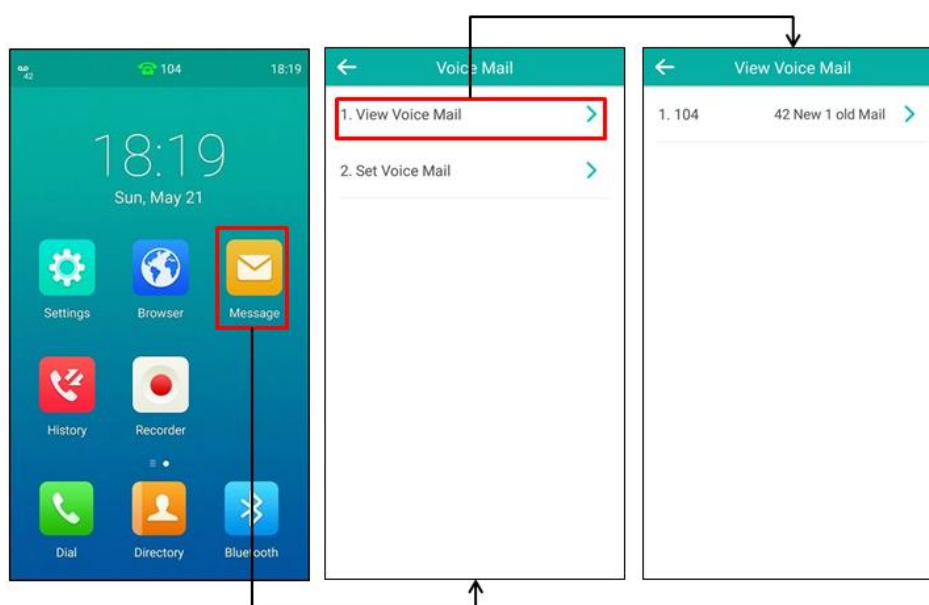 42
104
18:19
18:19
Sun, May 21
Settings
Browser
Message
History
Recorder
Dial
Directory
Bluetooth
Voice Mail
1. View Voice Mail
2. Set Voice Mail
View Voice Mail
1. 104 42 New 1 old Mail